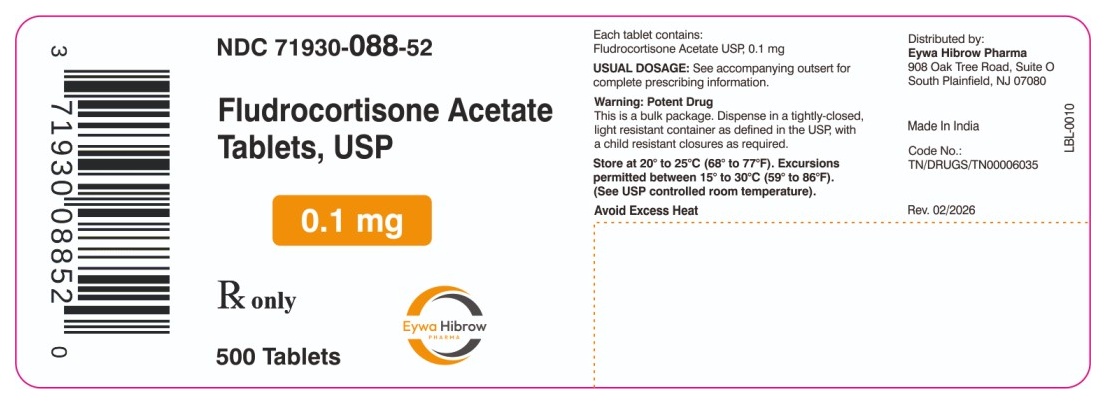 3 71930 08852 0
NDC 71930-088-52
Fludrocortisone Acetate
Tablets, USP
0.1 mg
Rx only
500 Tablets
Eywa Hibrow
PHARMA
Each tablet contains:
Fludrocortisone Acetate USP, 0.1 mg
USUAL DOSAGE: See accompanying outsert for
complete prescribing information.
Warning: Potent Drug
This is a bulk package. Dispense in a tightly-closed,
light resistant container as defined in the USP, with
a child resistant closures as required.
Store at 20° to 25°C (68° to 77°F). Excursions
permitted between 15° to 30°C (59° to 86°F).
(See USP controlled room temperature).
Avoid Excess Heat
Distributed by:
Eywa Hibrow Pharma
908 Oak Tree Road, Suite O
South Plainfield, NJ 07080
Made In India
Code No.:
TN/DRUGS/TN00006035
Rev. 02/2026
LBL-0010